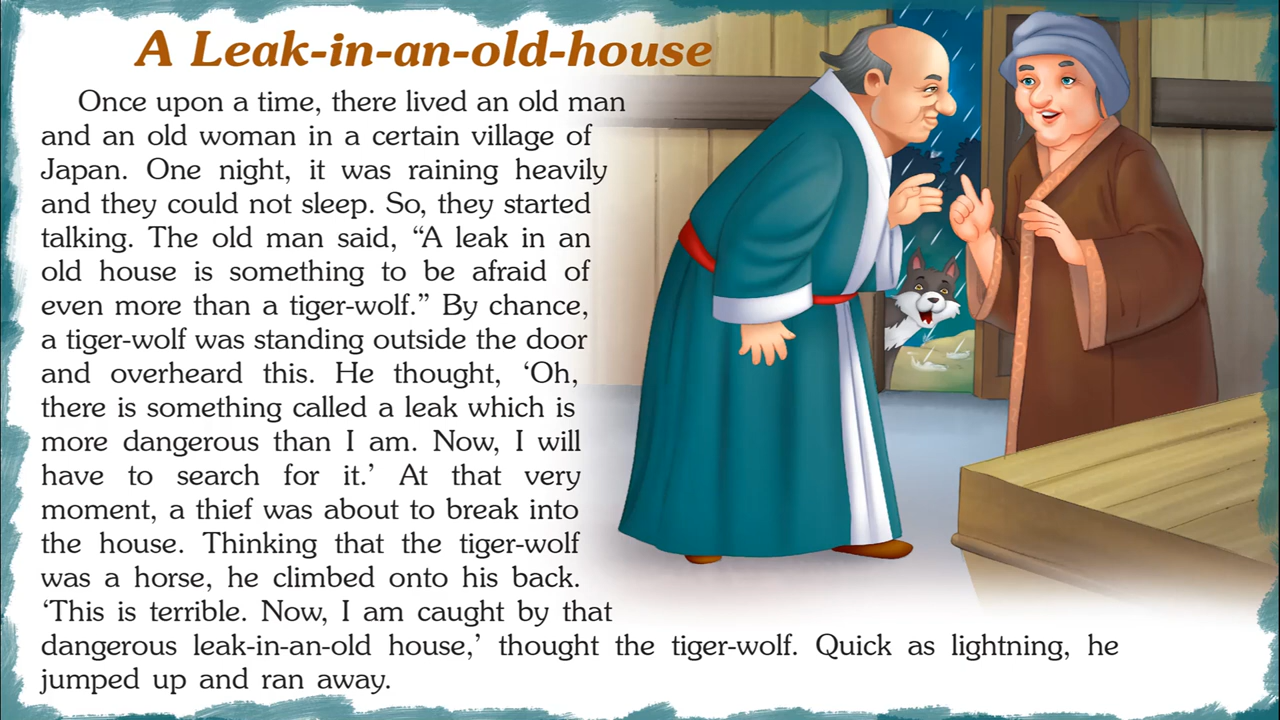 A Leak-in-an-old-house
Once upon a time, there lived an old man
and an old woman in a certain village of
Japan. One night, it was raining heavily
and they could not sleep. So, they started
talking. The old man said, “A leak in an
old house is something to be afraid of
even more than a tiger-wolf.” By chance,
a tiger-wolf was standing outside the door
and overheard this. He thought, ‘Oh,
there is something called a leak which is
more dangerous than I am. Now, I will
have to search for it.’ At that very
moment, a thief was about to break into
the house. Thinking that the tiger-wolf
was a horse, he climbed onto his back.
‘This is terrible. Now, I am caught by that
dangerous leak-in-an-old house,’ thought the tiger-wolf. Quick as lightning, he
jumped up and ran away.